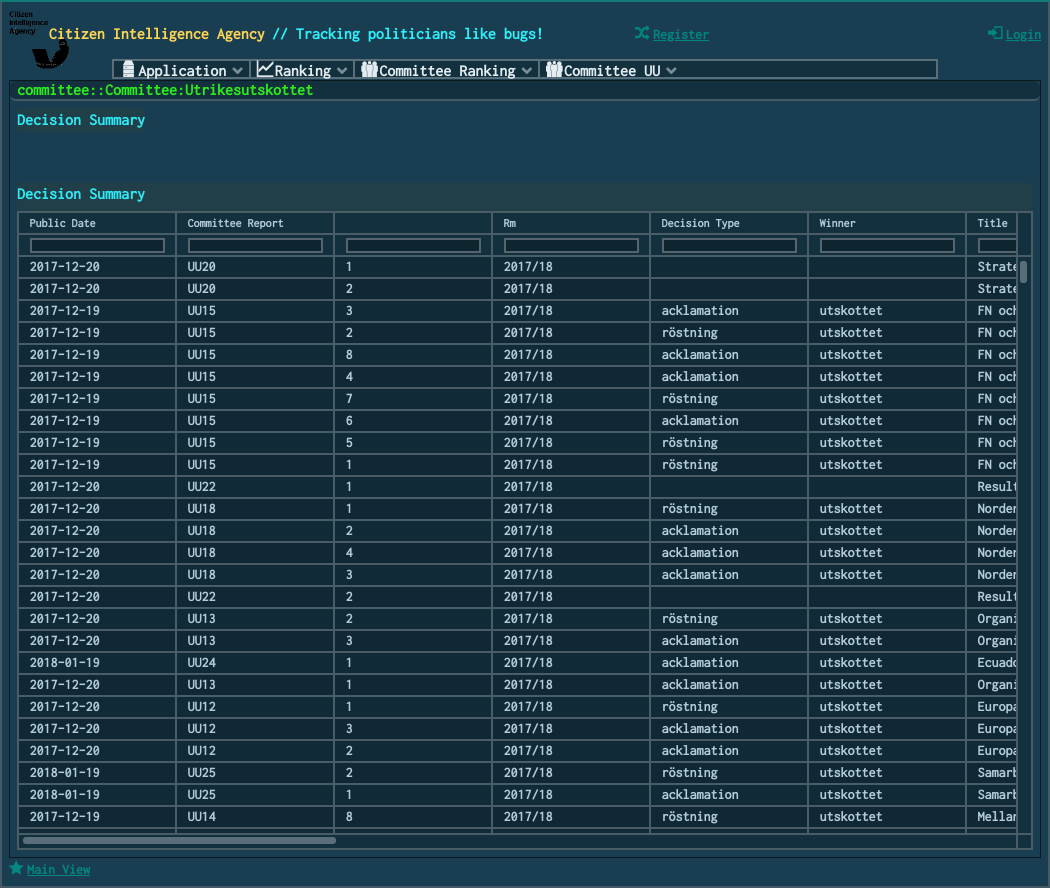 Citizen
Intelligence
Agency
Citizen Intelligence Agency // Tracking politicians like bugs!
Register
Login
Application Ranking Committee Ranking Committee UU
committee::Committee:Utrikesutskottet
Decision Summary
Decision Summary
Public Date Committee Report Rm Decision Type Winner Title
2017-12-20 UU20 1 2017/18 Strate
2017-12-20 UU20 2 2017/18 Strate
2017-12-19 UU15 3 2017/18 acklamation utskottet FN och
2017-12-19 UU15 2 2017/18 röstning utskottet FN och
2017-12-19 UU15 8 2017/18 acklamation utskottet FN och
2017-12-19 UU15 4 2017/18 acklamation utskottet FN och
2017-12-19 UU15 7 2017/18 röstning utskottet FN och
2017-12-19 UU15 6 2017/18 acklamation utskottet FN och
2017-12-19 UU15 5 2017/18 röstning utskottet FN och
2017-12-19 UU15 1 2017/18 röstning utskottet FN och
2017-12-20 UU22 1 2017/18 Result
2017-12-20 UU18 1 2017/18 röstning utskottet Norden
2017-12-20 UU18 2 2017/18 acklamation utskottet Norden
2017-12-20 UU18 4 2017/18 acklamation utskottet Norden
2017-12-20 UU18 3 2017/18 acklamation utskottet Norden
2017-12-20 UU22 2 2017/18 Result
2017-12-20 UU13 2 2017/18 röstning utskottet Organi
2017-12-20 UU13 3 2017/18 acklamation utskottet Organi
2018-01-19 UU24 1 2017/18 acklamation utskottet Ecuado
2017-12-20 UU13 1 2017/18 acklamation utskottet Organi
2017-12-20 UU12 1 2017/18 röstning utskottet Europa
2017-12-20 UU12 3 2017/18 acklamation utskottet Europa
2017-12-20 UU12 2 2017/18 acklamation utskottet Europa
2018-01-19 UU25 2 2017/18 röstning utskottet Samarb
2018-01-19 UU25 1 2017/18 acklamation utskottet Samarb
2017-12-19 UU14 8 2017/18 röstning utskottet Mellan
Main View